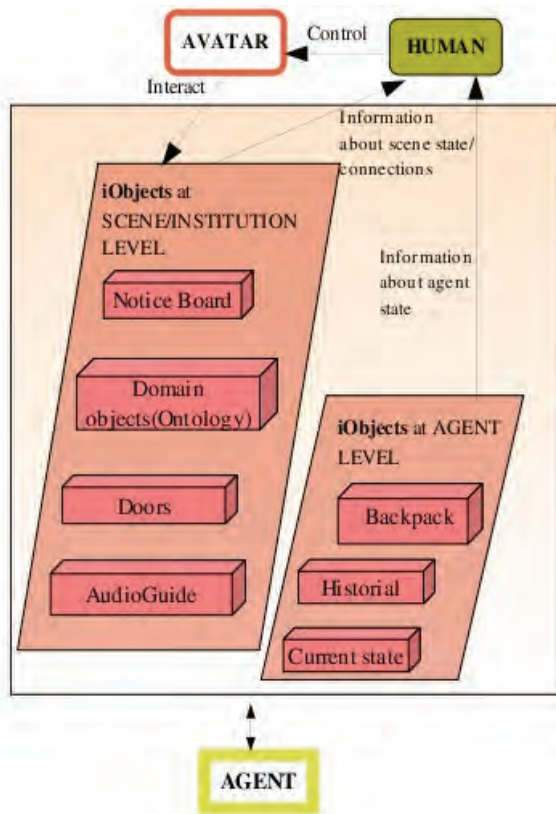 AVATAR
Control
HUMAN
Interact
Information
about scene state/
connections
iObjects at
SCENE/INSTITUTION
LEVEL
Notice Board
Domain
objects(Ontology)
Doors
AudioGuide
Information
about agent
state
iObjects at AGENT
LEVEL
Backpack
Historial
Current state
AGENT